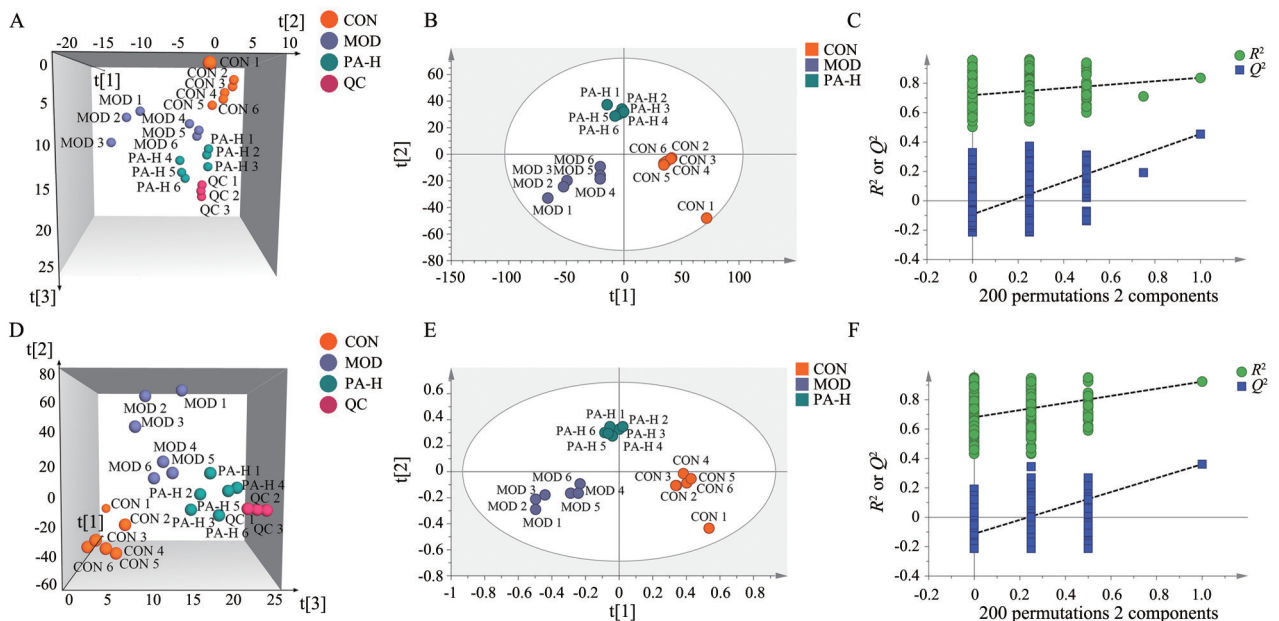 A
t[2]
-20 -15 -10 -5 0 5 10
0
5
10
15
20
25
t[3]
t[1]
CON 1
CON 2
CON 3
CON 4
CON 5
CON 6
MOD 1
MOD 2
MOD 3
MOD 4
MOD 5
MOD 6
PA-H 1
PA-H 2
PA-H 3
PA-H 4
PA-H 5
PA-H 6
QC 1
QC 2
QC 3
CON
MOD
PA-H
QC
B
60
40
20
0
-20
-40
-60
-80
t[2]
-150 -100 -50 0 50 100
t[1]
PA-H 1
PA-H 2
PA-H 3
PA-H 5
PA-H 4
PA-H 6
CON 6
CON 2
CON 3
CON 4
CON 5
CON 1
MOD 6
MOD 3
MOD 5
MOD 2
MOD 4
MOD 1
CON
MOD
PA-H
C
R²
Q²
0.8
0.6
0.4
0.2
0
-0.2
-0.4
R² or Q²
-0.2 0.0 0.2 0.4 0.6 0.8 1.0
200 permutations 2 components
D
t[2]
80
60
40
20
0
-20
-40
-60
0 5 10 15 20 25
t[3]
t[1]
MOD 1
MOD 2
MOD 3
MOD 4
MOD 5
MOD 6
PA-H 1
PA-H 4
PA-H 2
PA-H 5
PA-H 3
PA-H 6
QC 2
QC 1
QC 3
CON 1
CON 2
CON 3
CON 4
CON 6
CON 5
CON
MOD
PA-H
QC
E
0.6
0.4
0.2
0
-0.2
-0.4
-0.6
-0.8
t[2]
-1 -0.8 -0.6 -0.4 -0.2 0 0.2 0.4 0.6 0.8
t[1]
PA-H 1
PA-H 2
PA-H 6
PA-H 3
PA-H 5
PA-H 4
CON 4
CON 3
CON 5
CON 2
CON 6
CON 1
MOD 6
MOD 3
MOD 4
MOD 2
MOD 5
MOD 1
CON
MOD
PA-H
F
R²
Q²
0.8
0.6
0.4
0.2
0
-0.2
-0.4
R² or Q²
-0.2 0.0 0.2 0.4 0.6 0.8 1.0
200 permutations 2 components